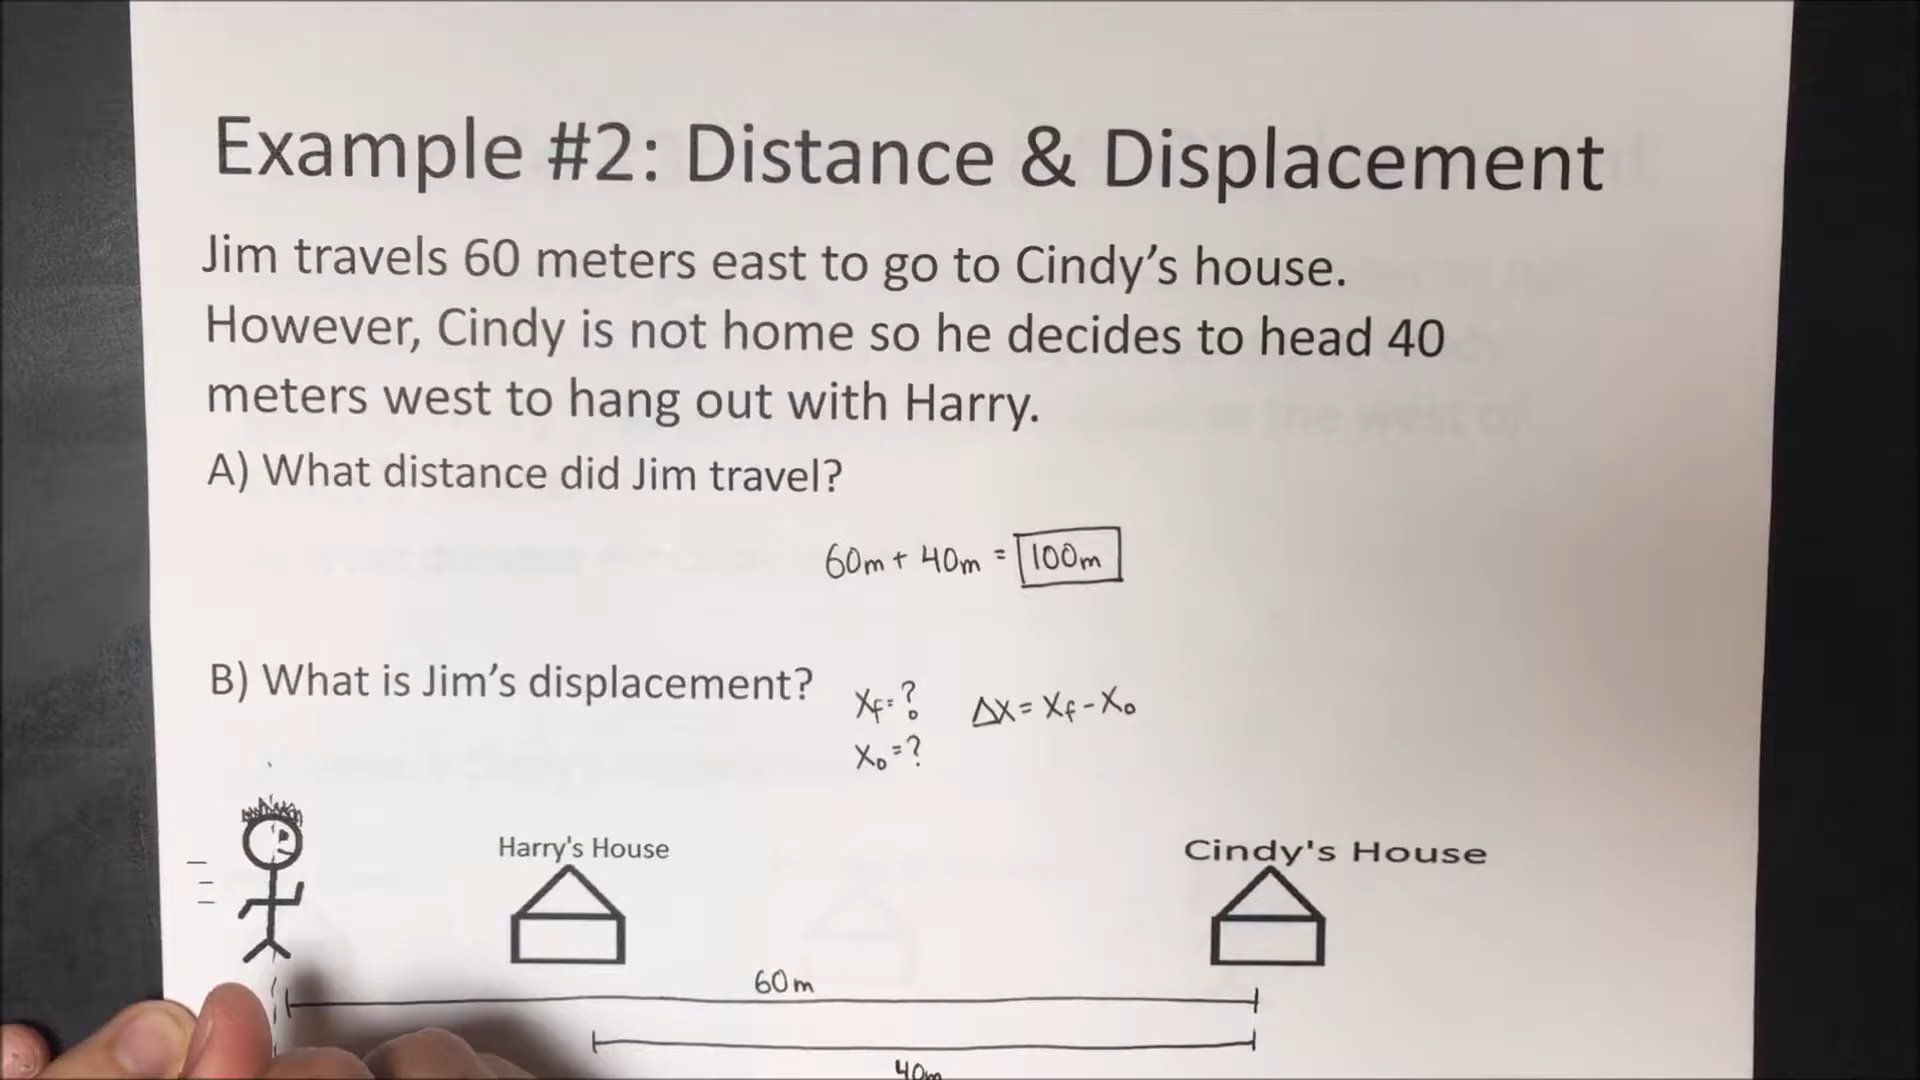 Example #2: Distance & Displacement
Jim travels 60 meters east to go to Cindy's house.
However, Cindy is not home so he decides to head 40
meters west to hang out with Harry.
A) What distance did Jim travel?
60m + 40m = 100m
B) What is Jim's displacement?
Xf = ? ΔX = Xf - X₀
X₀ = ?
Harry's House
Cindy's House
60m
40m